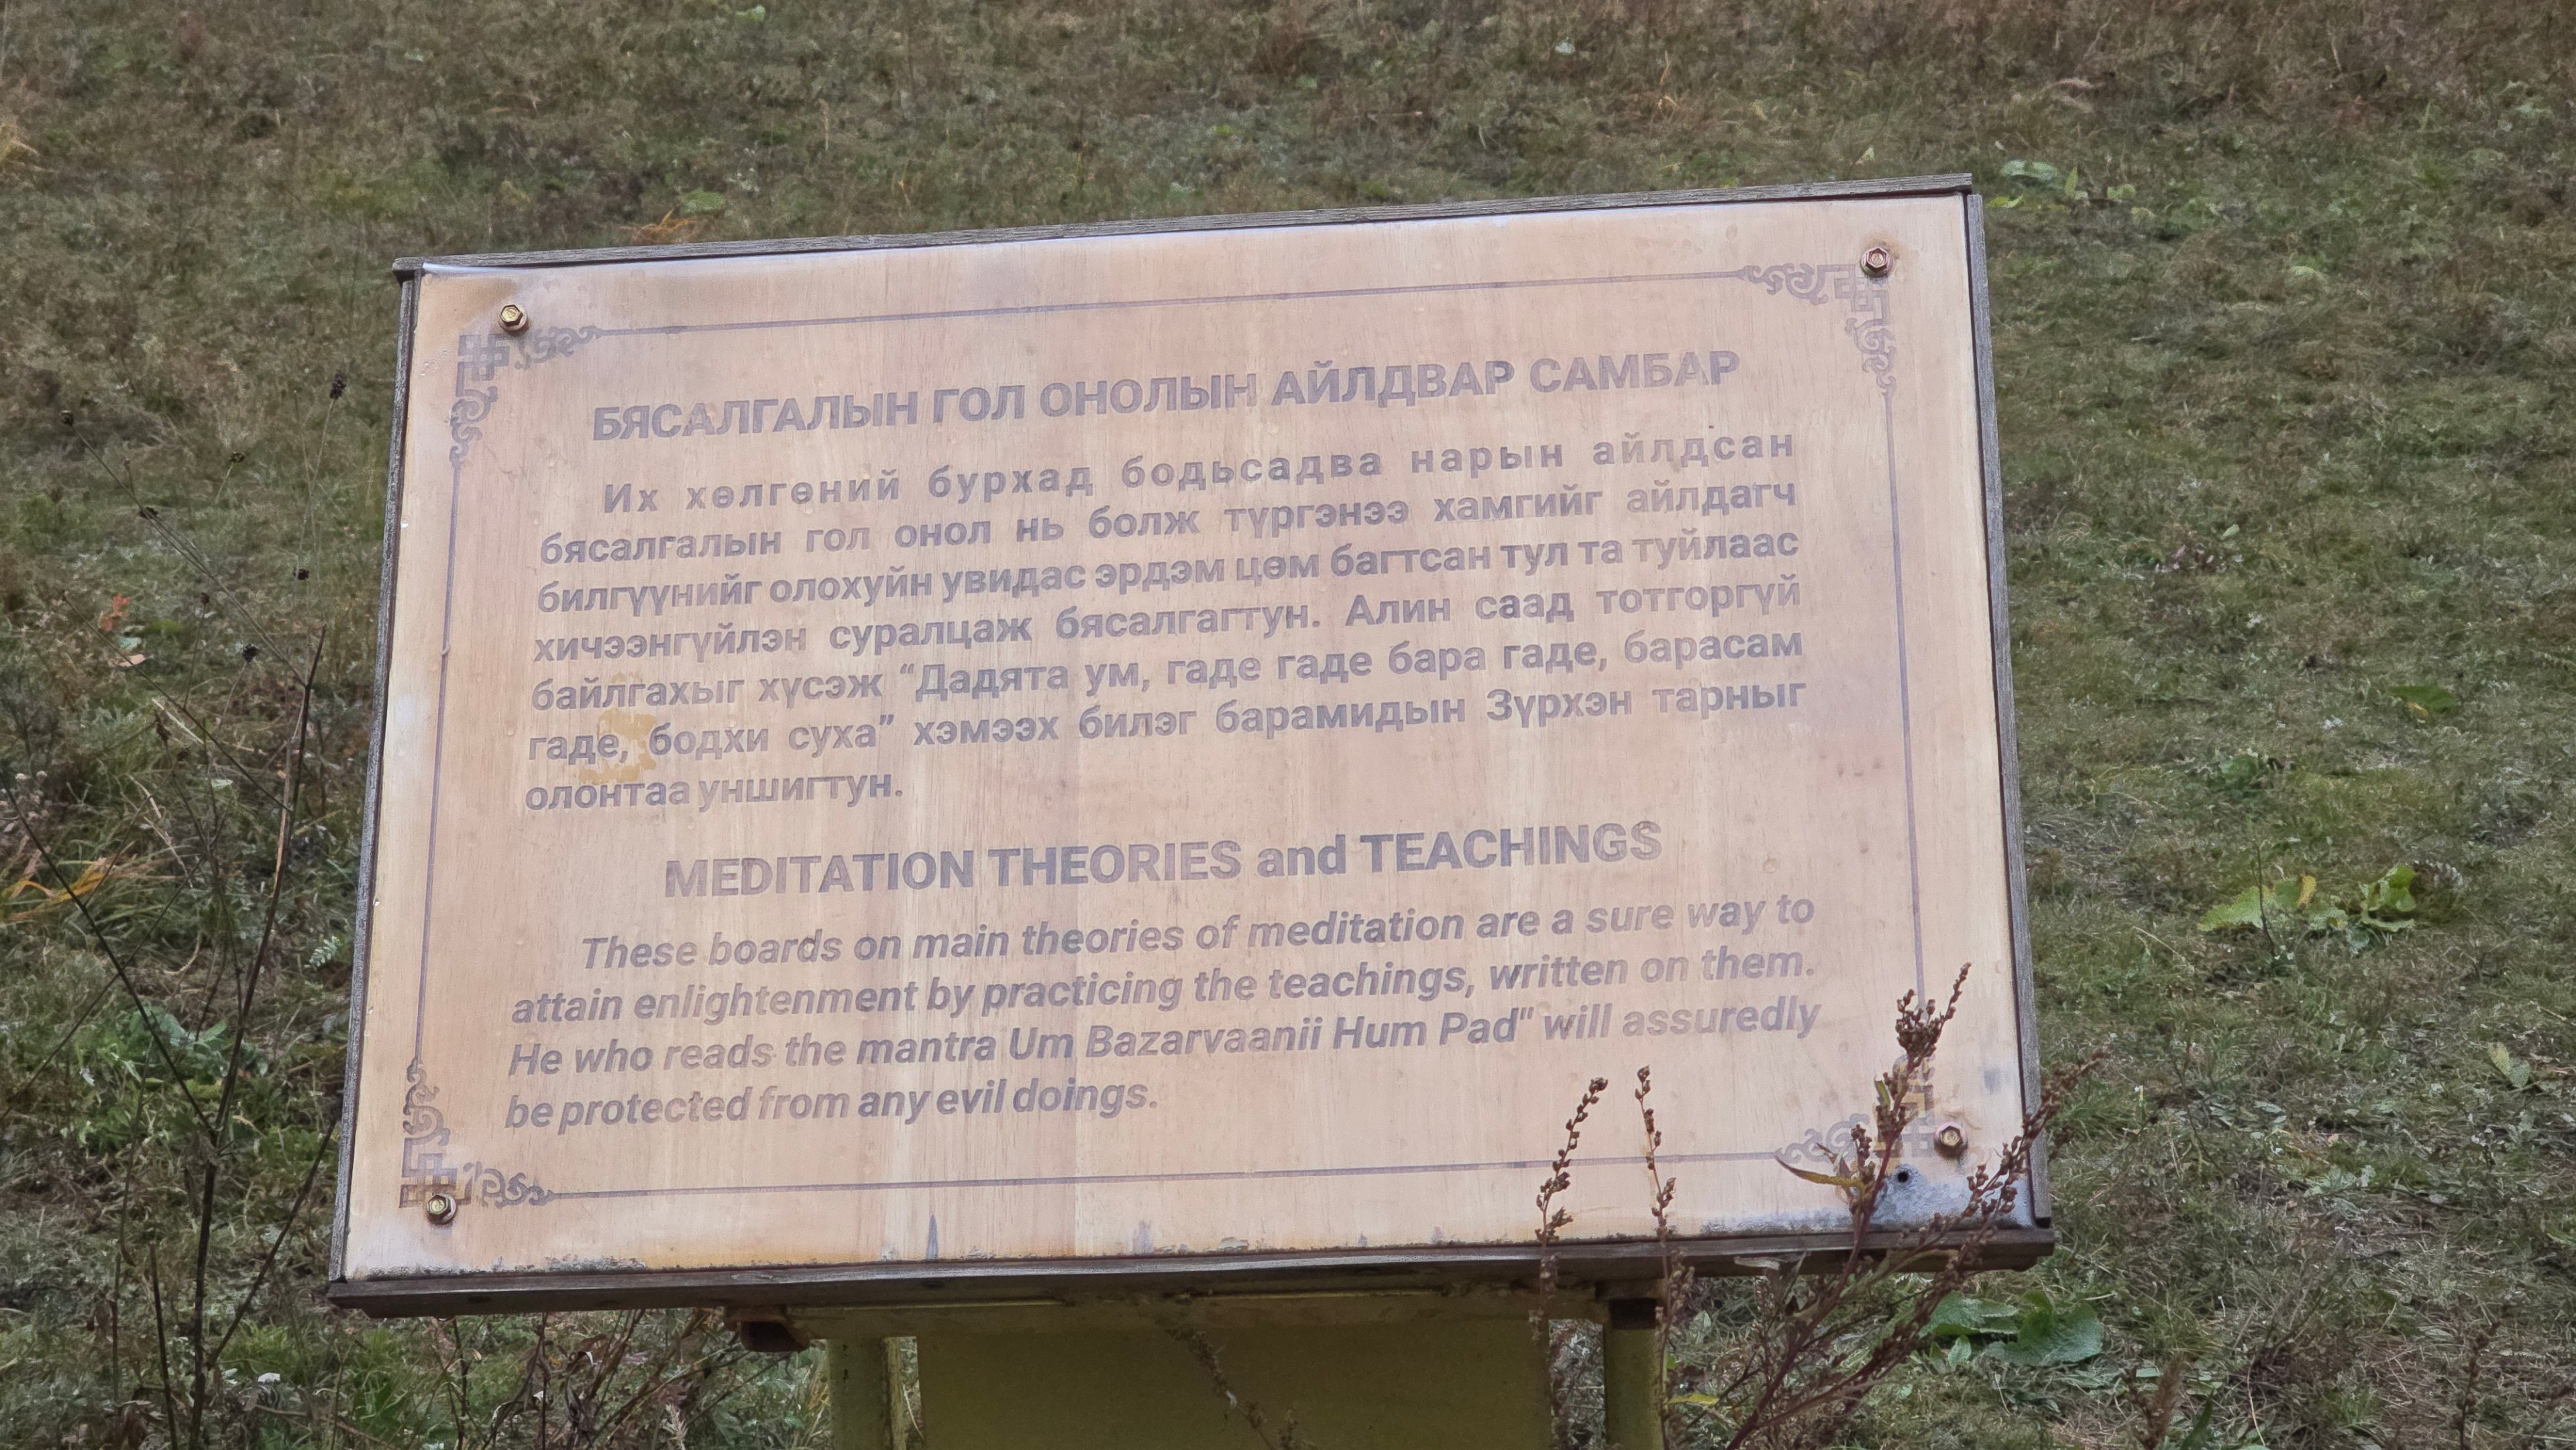 БЯСАЛГАЛЫН ГОЛ ОНОЛЫН АЙЛДВАР САМБАР
Их хөлгөний бурхад бодьсадва нарын айлдсан
бясалгалын гол онол нь болж түргэнээ хамгийг айлдагч
билгүүнийг олохуйн увидас эрдэм цөм багтсан тул та туйлаас
хичээнгүйлэн суралцаж бясалгагтун. Алин саад тотгоргүй
байлгахыг хүсэж “Дадята ум, гаде гаде бара гаде, барасам
гаде, бодхи суха” хэмээх билэг барамидын Зүрхэн тарныг
олонтаа уншигтун.
MEDITATION THEORIES and TEACHINGS
These boards on main theories of meditation are a sure way to
attain enlightenment by practicing the teachings, written on them.
He who reads the mantra Um Bazarvaanii Hum Pad" will assuredly
be protected from any evil doings.